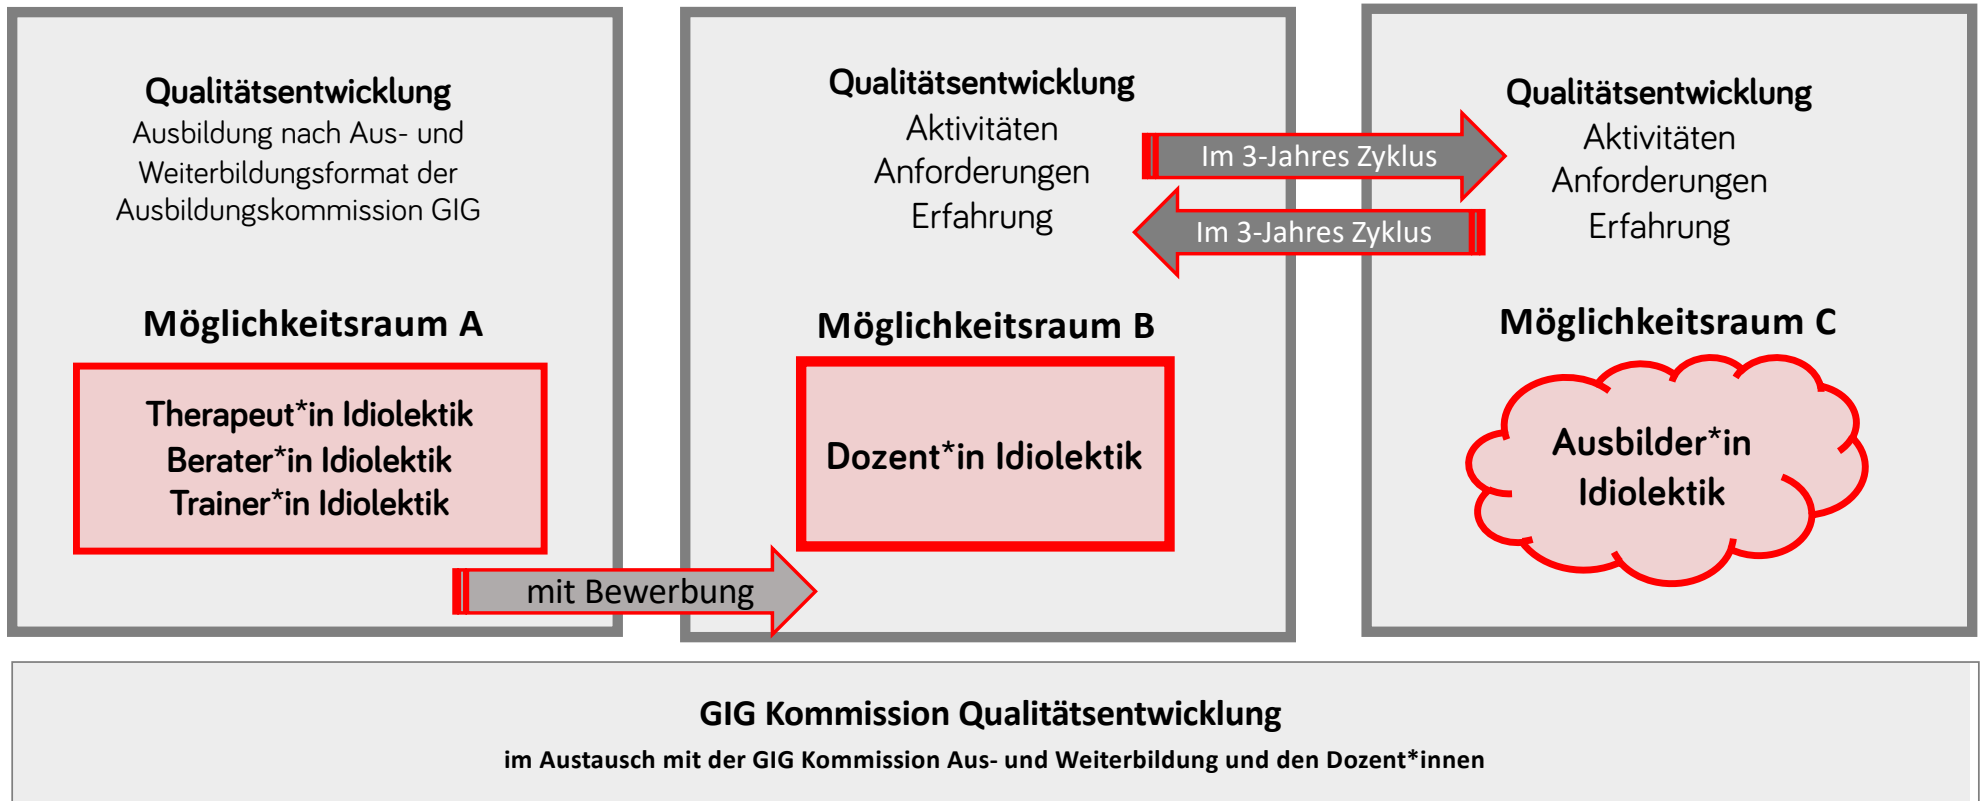 Qualitätsentwicklung
Ausbildung nach Aus- und
Weiterbildungsformat der
Ausbildungskommission GIG
Möglichkeitsraum A
Therapeut*in Idiolektik
Berater*in Idiolektik
Trainer*in Idiolektik
mit Bewerbung
Qualitätsentwicklung
Aktivitäten
Anforderungen
Erfahrung
Im 3-Jahres Zyklus
Im 3-Jahres Zyklus
Möglichkeitsraum B
Dozent*in Idiolektik
Qualitätsentwicklung
Aktivitäten
Anforderungen
Erfahrung
Möglichkeitsraum C
Ausbilder*in
Idiolektik
GIG Kommission Qualitätsentwicklung
im Austausch mit der GIG Kommission Aus- und Weiterbildung und den Dozent*innen